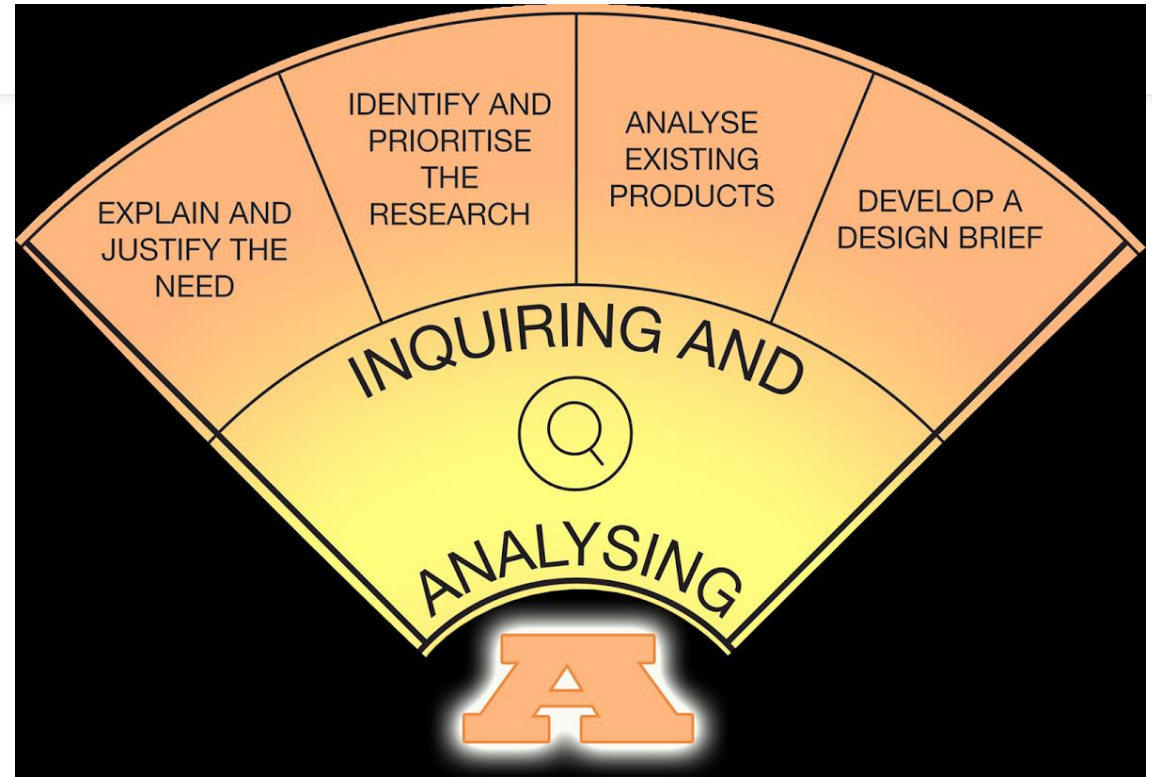 EXPLAIN AND
JUSTIFY THE
NEED
IDENTIFY AND
PRIORITISE
THE
RESEARCH
ANALYSE
EXISTING
PRODUCTS
DEVELOP A
DESIGN BRIEF
INQUIRING AND
ANALYSING
A